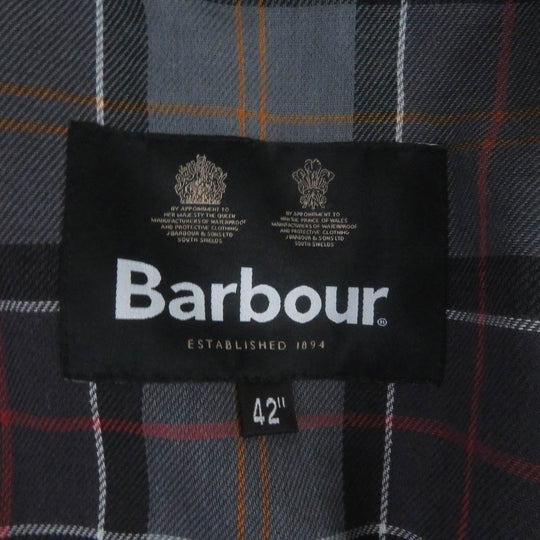 BY APPOINTMENT TO
HER MAJESTY THE QUEEN
MANUFACTURERS OF WATERPROOF
AND PROTECTIVE CLOTHING
J BARBOUR & SONS LTD
SOUTH SHIELDS
BY APPOINTMENT TO
HRH THE PRINCE OF WALES
MANUFACTURERS OF WATERPROOF
AND PROTECTIVE CLOTHING
J BARBOUR & SONS LTD
SOUTH SHIELDS
Barbour®
ESTABLISHED 1894
42"